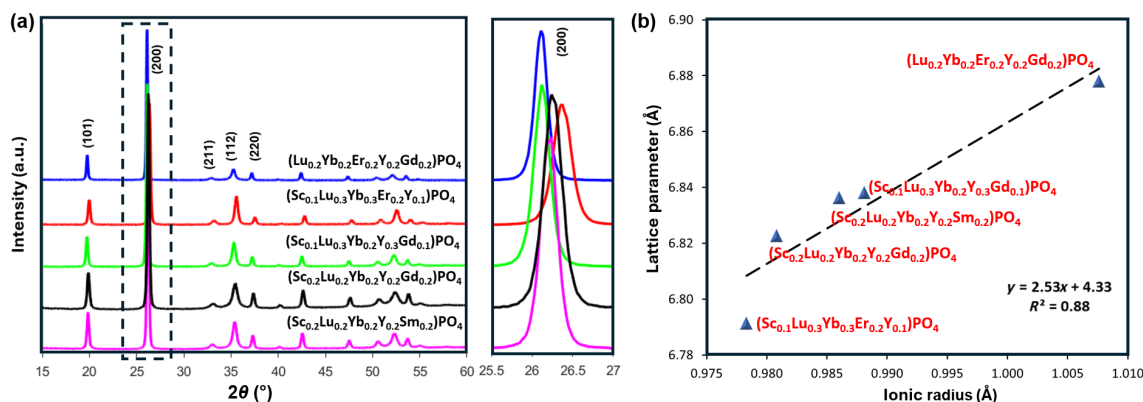 (a)
Intensity (a.u.)
(101)
(200)
(211)
(112)
(220)
(Lu0.2Yb0.2Er0.2Y0.2Gd0.2)PO4
(Sc0.1Lu0.3Yb0.3Er0.2Y0.1)PO4
(Sc0.1Lu0.3Yb0.2Y0.3Gd0.1)PO4
(Sc0.2Lu0.2Yb0.2Y0.2Gd0.2)PO4
(Sc0.2Lu0.2Yb0.2Y0.2Sm0.2)PO4
15 20 25 30 35 40 45 50 55 60
2θ (°)
(200)
25.5 26 26.5 27
(b)
Lattice parameter (Å)
6.90
6.88
6.86
6.84
6.82
6.80
6.78
(Lu0.2Yb0.2Er0.2Y0.2Gd0.2)PO4
(Sc0.1Lu0.3Yb0.2Y0.3Gd0.1)PO4
(Sc0.2Lu0.2Yb0.2Y0.2Sm0.2)PO4
(Sc0.2Lu0.2Yb0.2Y0.2Gd0.2)PO4
y = 2.53x + 4.33
R² = 0.88
(Sc0.1Lu0.3Yb0.3Er0.2Y0.1)PO4
0.975 0.980 0.985 0.990 0.995 1.000 1.005 1.010
Ionic radius (Å)